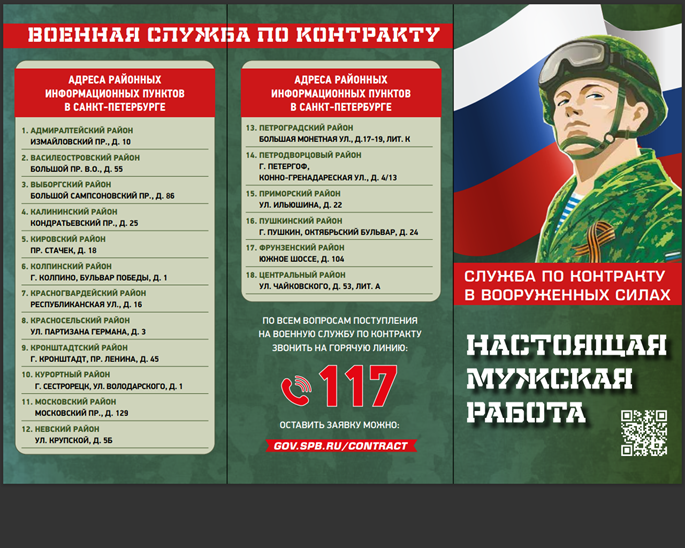 ВОЕННАЯ СЛУЖБА ПО КОНТРАКТУ
АДРЕСА РАЙОННЫХ
ИНФОРМАЦИОННЫХ ПУНКТОВ
В САНКТ-ПЕТЕРБУРГЕ
1. АДМИРАЛТЕЙСКИЙ РАЙОН
ИЗМАЙЛОВСКИЙ ПР., Д. 10
2. ВАСИЛЕОСТРОВСКИЙ РАЙОН
БОЛЬШОЙ ПР. В.О., Д. 55
3. ВЫБОРГСКИЙ РАЙОН
БОЛЬШОЙ САМПСОНОВСКИЙ ПР., Д. 86
4. КАЛИНИНСКИЙ РАЙОН
КОНДРАТЬЕВСКИЙ ПР., Д. 25
5. КИРОВСКИЙ РАЙОН
ПР. СТАЧЕК, Д. 18
6. КОЛПИНСКИЙ РАЙОН
Г. КОЛПИНО, БУЛЬВАР ПОБЕДЫ, Д. 1
7. КРАСНОГВАРДЕЙСКИЙ РАЙОН
РЕСПУБЛИКАНСКАЯ УЛ., Д. 16
8. КРАСНОСЕЛЬСКИЙ РАЙОН
УЛ. ПАРТИЗАНА ГЕРМАНА, Д. 3
9. КРОНШТАДТСКИЙ РАЙОН
Г. КРОНШТАДТ, ПР. ЛЕНИНА, Д. 45
10. КУРОРТНЫЙ РАЙОН
Г. СЕСТРОРЕЦК, УЛ. ВОЛОДАРСКОГО, Д. 1
11. МОСКОВСКИЙ РАЙОН
МОСКОВСКИЙ ПР., Д. 129
12. НЕВСКИЙ РАЙОН
УЛ. КРУПСКОЙ, Д. 5Б
АДРЕСА РАЙОННЫХ
ИНФОРМАЦИОННЫХ ПУНКТОВ
В САНКТ-ПЕТЕРБУРГЕ
13. ПЕТРОГРАДСКИЙ РАЙОН
БОЛЬШАЯ МОНЕТНАЯ УЛ., Д.17-19, ЛИТ. К
14. ПЕТРОДВОРЦОВЫЙ РАЙОН
Г. ПЕТЕРГОФ,
КОННО-ГРЕНАДЕРСКАЯ УЛ., Д. 4/13
15. ПРИМОРСКИЙ РАЙОН
УЛ. ИЛЬЮШИНА, Д. 22
16. ПУШКИНСКИЙ РАЙОН
Г. ПУШКИН, ОКТЯБРЬСКИЙ БУЛЬВАР, Д. 24
17. ФРУНЗЕНСКИЙ РАЙОН
ЮЖНОЕ ШОССЕ, Д. 104
18. ЦЕНТРАЛЬНЫЙ РАЙОН
УЛ. ЧАЙКОВСКОГО, Д. 53, ЛИТ. А
ПО ВСЕМ ВОПРОСАМ ПОСТУПЛЕНИЯ
НА ВОЕННУЮ СЛУЖБУ ПО КОНТРАКТУ
ЗВОНИТЬ НА ГОРЯЧУЮ ЛИНИЮ:
117
ОСТАВИТЬ ЗАЯВКУ МОЖНО:
GOV.SPB.RU/CONTRACT
СЛУЖБА ПО КОНТРАКТУ
В ВООРУЖЕННЫХ СИЛАХ
НАСТОЯЩАЯ
МУЖСКАЯ
РАБОТА